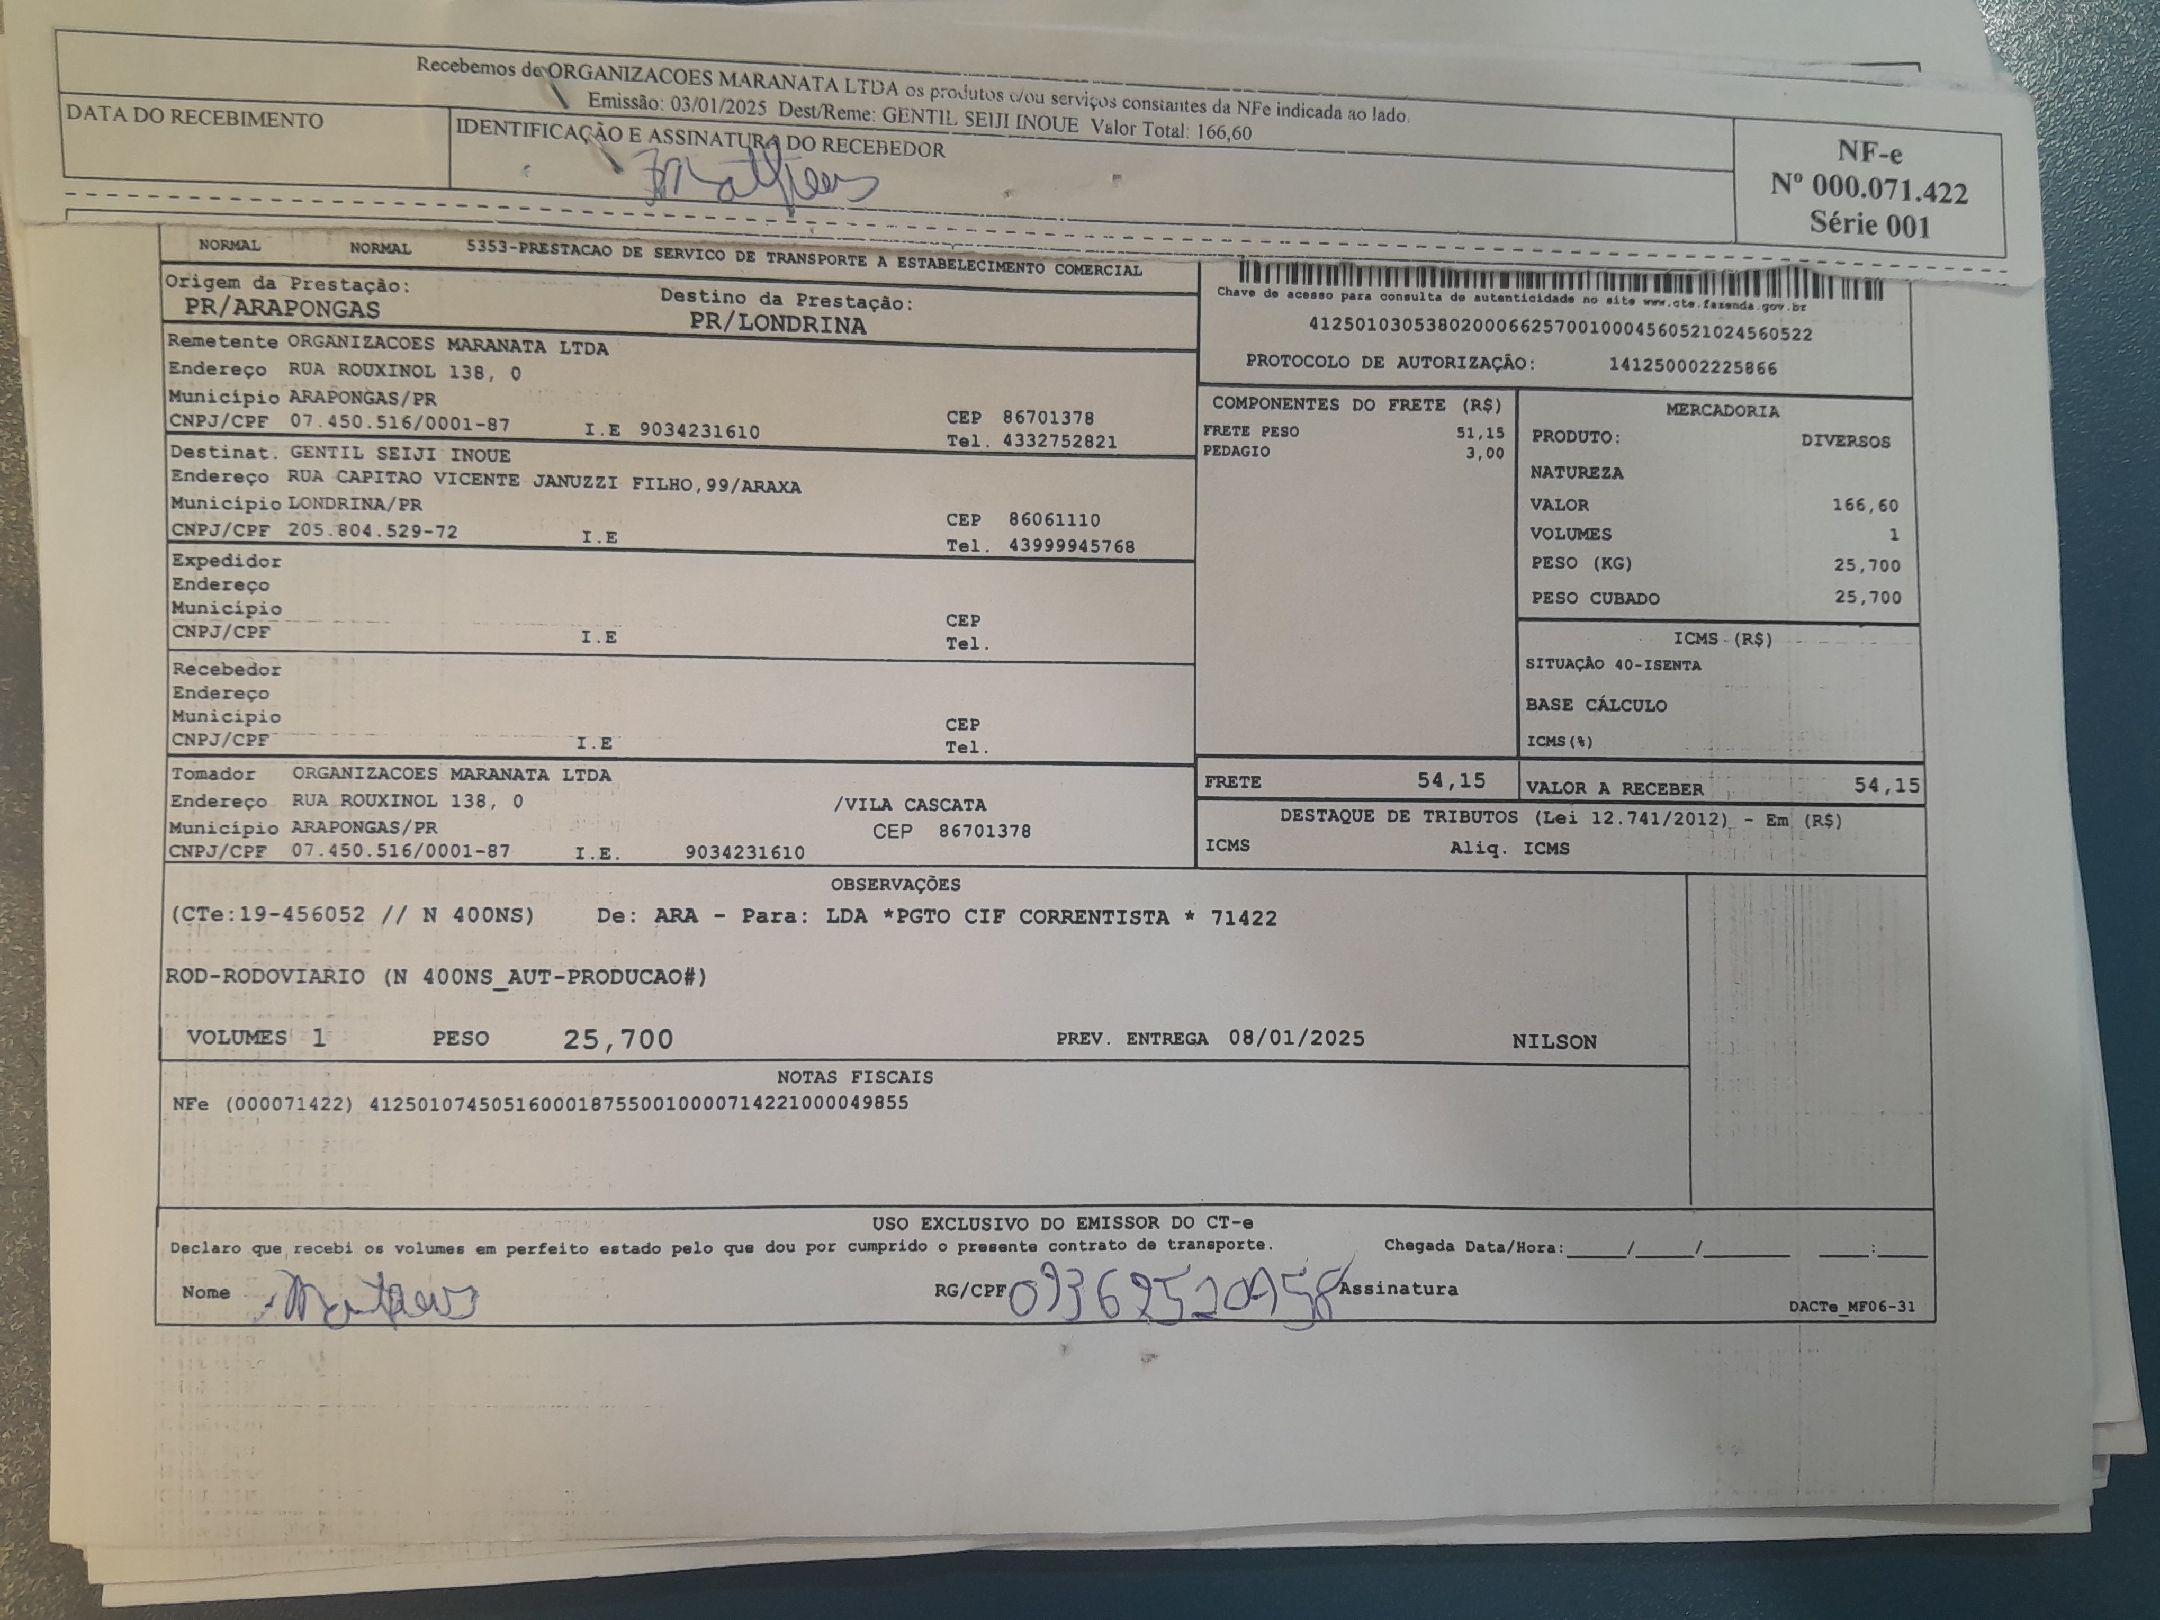 Recebemos de ORGANIZACOES MARANATA LTDA os produtos e/ou serviços constantes da NFe indicada ao lado.
Emissão: 03/01/2025 Dest/Reme: GENTIL SEIJI INOUE Valor Total: 166,60
DATA DO RECEBIMENTO
IDENTIFICAÇÃO E ASSINATURA DO RECEBEDOR
Matheus
NF-e
Nº 000.071.422
Série 001
NORMAL NORMAL 5353-PRESTACAO DE SERVICO DE TRANSPORTE A ESTABELECIMENTO COMERCIAL
Origem da Prestação: Destino da Prestação:
PR/ARAPONGAS PR/LONDRINA
Chave de acesso para consulta de autenticidade no site www.cte.fazenda.gov.br
41250103053802000662570010004560521024560522
PROTOCOLO DE AUTORIZAÇÂO: 141250002225866
Remetente ORGANIZACOES MARANATA LTDA
Endereço RUA ROUXINOL 138, 0
Município ARAPONGAS/PR CEP 86701378
CNPJ/CPF 07.450.516/0001-87 I.E 9034231610 Tel. 4332752821
Destinat. GENTIL SEIJI INOUE
Endereço RUA CAPITAO VICENTE JANUZZI FILHO,99/ARAXA
Município LONDRINA/PR CEP 86061110
CNPJ/CPF 205.804.529-72 I.E Tel. 43999945768
Expedidor
Endereço
Município CEP
CNPJ/CPF I.E Tel.
Recebedor
Endereço
Município CEP
CNPJ/CPF I.E Tel.
Tomador ORGANIZACOES MARANATA LTDA
Endereço RUA ROUXINOL 138, 0 /VILA CASCATA
Município ARAPONGAS/PR CEP 86701378
CNPJ/CPF 07.450.516/0001-87 I.E. 9034231610
COMPONENTES DO FRETE (R$)
FRETE PESO 51,15
PEDAGIO 3,00
MERCADORIA
PRODUTO: DIVERSOS
NATUREZA
VALOR 166,60
VOLUMES 1
PESO (KG) 25,700
PESO CUBADO 25,700
ICMS (R$)
SITUAÇÂO 40-ISENTA
BASE CÁLCULO
ICMS(%)
FRETE 54,15 VALOR A RECEBER 54,15
DESTAQUE DE TRIBUTOS (Lei 12.741/2012) - Em (R$)
ICMS Aliq. ICMS
OBSERVAÇÕES
(CTe:19-456052 // N 400NS) De: ARA - Para: LDA *PGTO CIF CORRENTISTA * 71422
ROD-RODOVIARIO (N 400NS_AUT-PRODUCAO#)
VOLUMES 1 PESO 25,700 PREV. ENTREGA 08/01/2025 NILSON
NOTAS FISCAIS
NFe (000071422) 41250107450516000187550010000714221000049855
USO EXCLUSIVO DO EMISSOR DO CT-e
Declaro que recebi os volumes em perfeito estado pelo que dou por cumprido o presente contrato de transporte. Chegada Data/Hora:____/____/______ ___:___
Nome Matheus RG/CPF Assinatura
DACTe_MF06-31